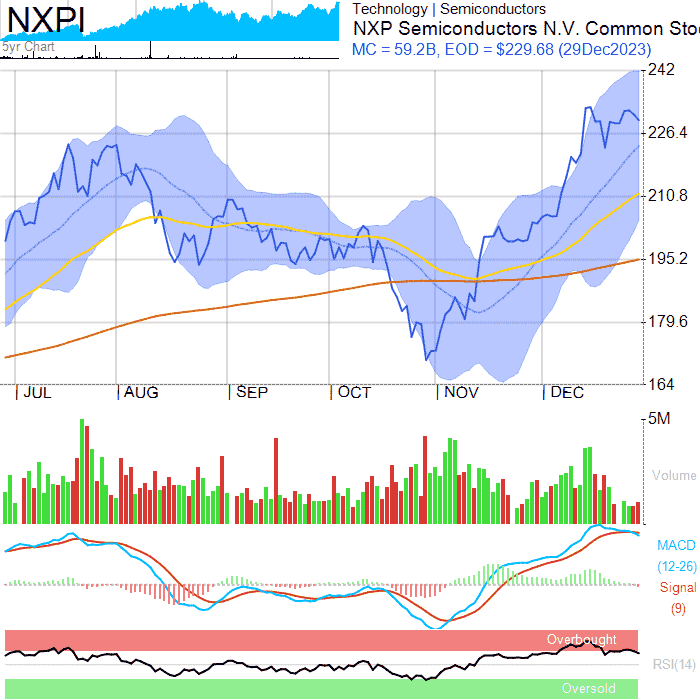 NXPI
5yr Chart
Technology | Semiconductors
NXP Semiconductors N.V. Common Sto
MC = 59.2B, EOD = $229.68 (29Dec2023)
242
226.4
210.8
195.2
179.6
164
JUL AUG SEP OCT NOV DEC
5M
Volume
MACD
(12-26)
Signal
(9)
Overbought
RSI(14)
Oversold